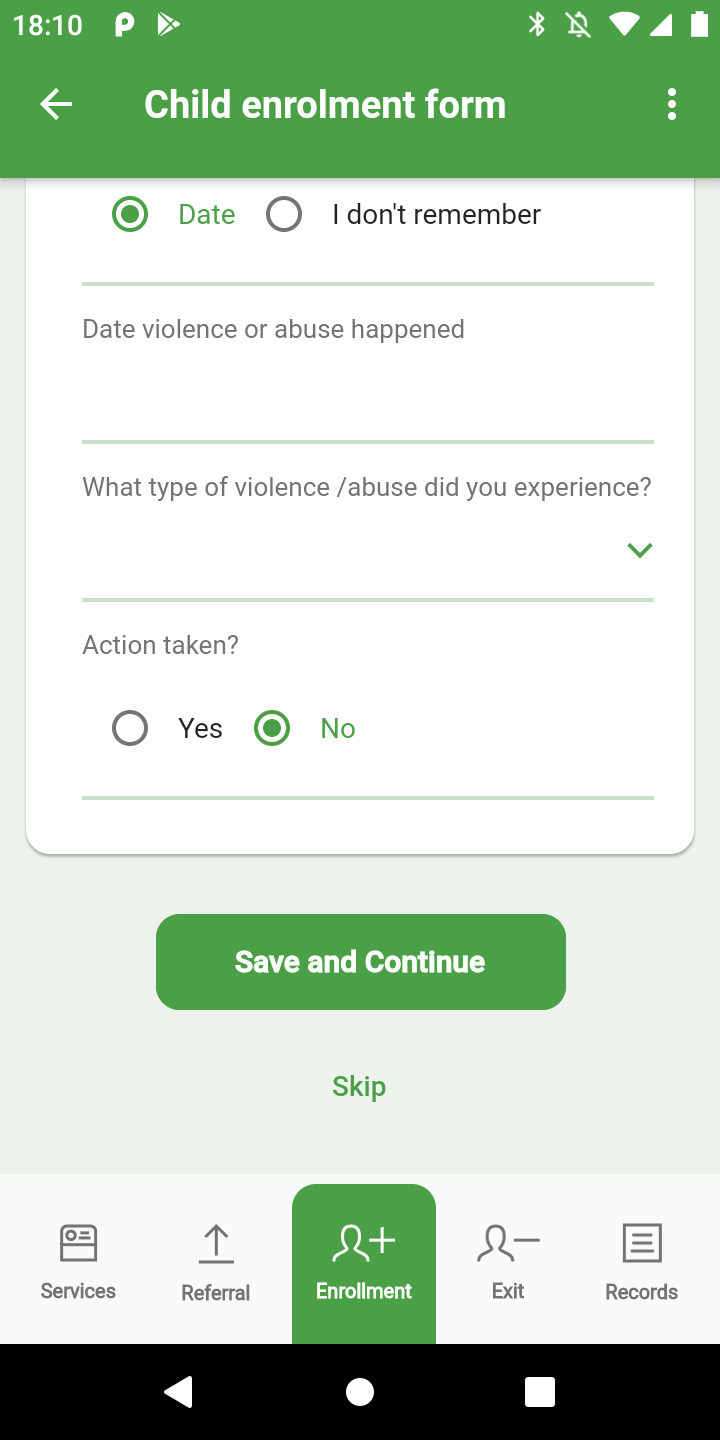 18:10
Child enrolment form
Date I don't remember
Date violence or abuse happened
What type of violence /abuse did you experience?
Action taken?
Yes No
Save and Continue
Skip
Services Referral Enrollment Exit Records